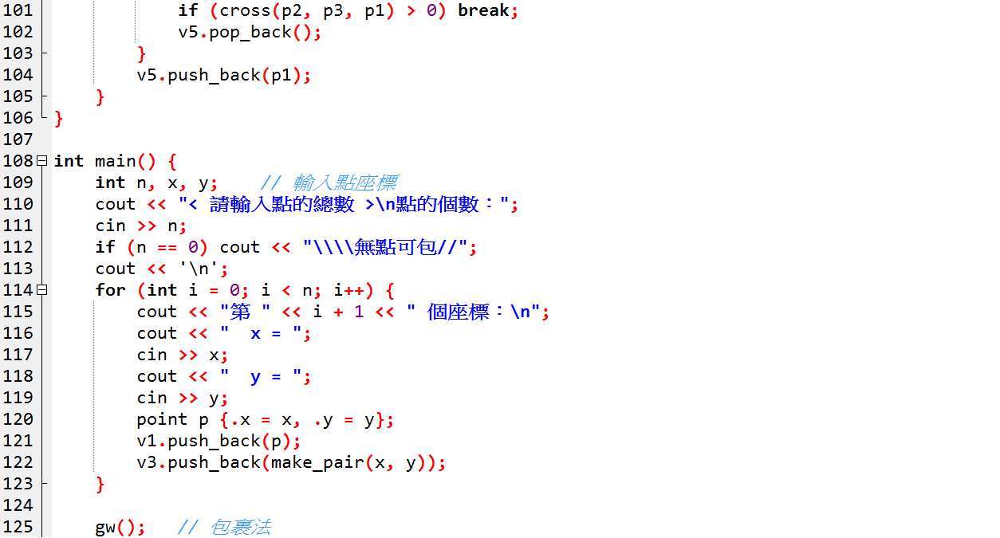 101             if (cross(p2, p3, p1) > 0) break;
102             v5.pop_back();
103         }
104         v5.push_back(p1);
105     }
106 }
107
108 int main() {
109     int n, x, y;    // 輸入點座標
110     cout << "< 請輸入點的總數 >\n點的個數：";
111     cin >> n;
112     if (n == 0) cout << "\\\\無點可包//";
113     cout << '\n';
114     for (int i = 0; i < n; i++) {
115         cout << "第 " << i + 1 << " 個座標：\n";
116         cout << "  x = ";
117         cin >> x;
118         cout << "  y = ";
119         cin >> y;
120         point p {.x = x, .y = y};
121         v1.push_back(p);
122         v3.push_back(make_pair(x, y));
123     }
124
125     gw();   // 包裹法